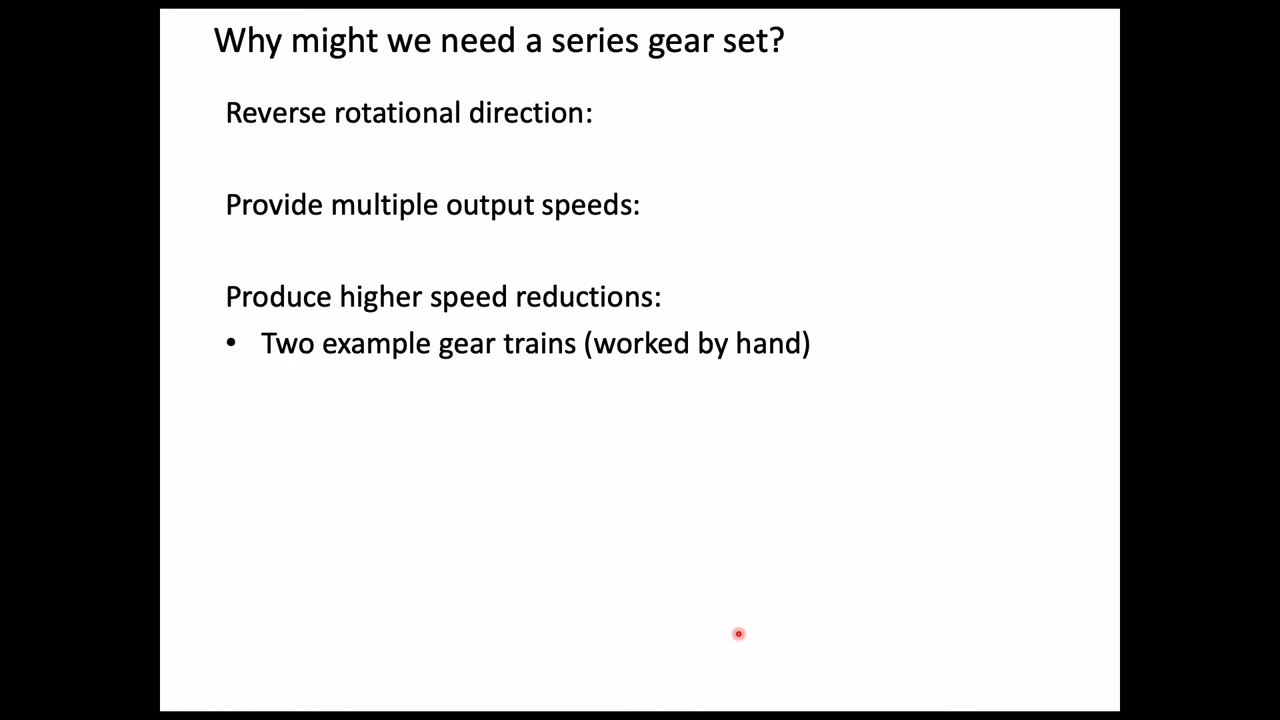 Why might we need a series gear set?
Reverse rotational direction:
Provide multiple output speeds:
Produce higher speed reductions:
• Two example gear trains (worked by hand)